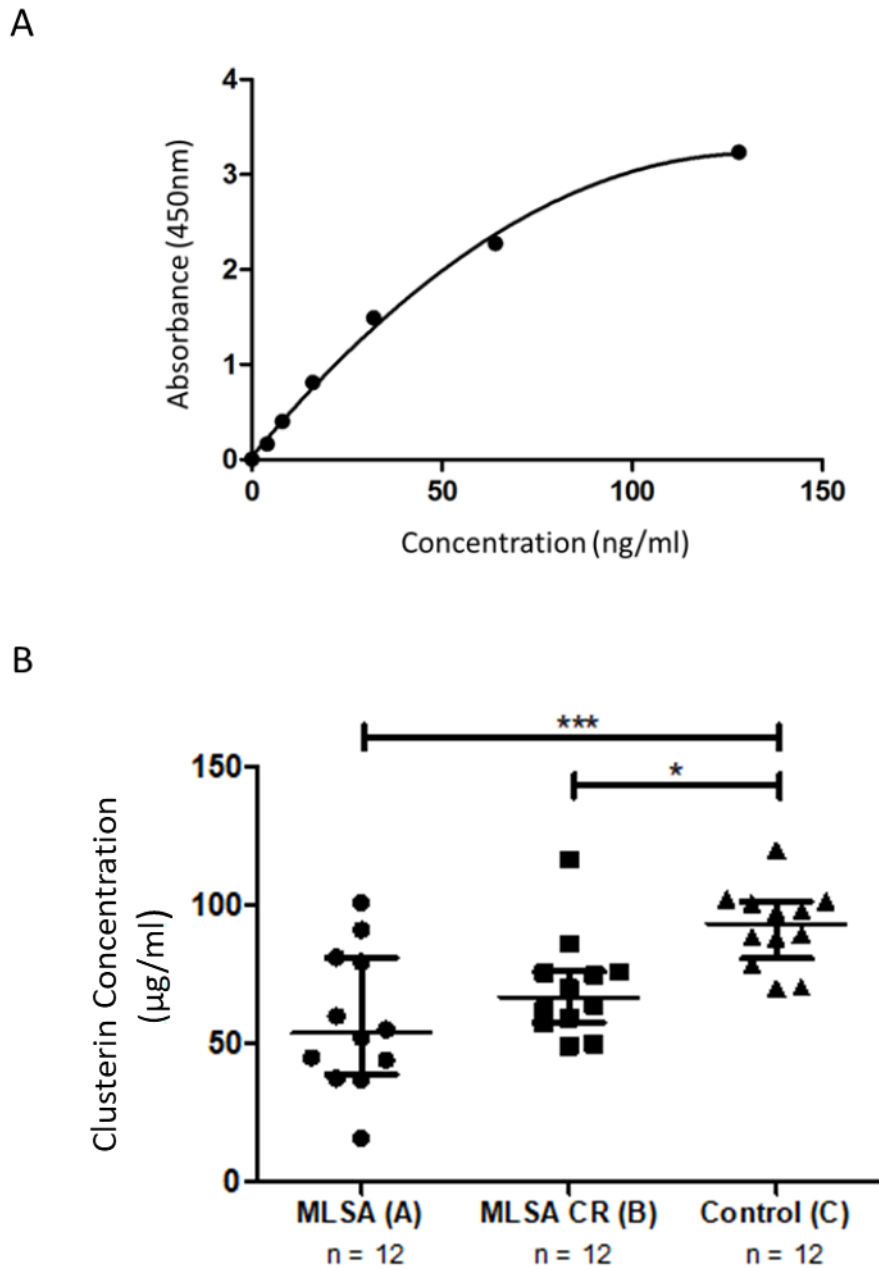 A
4
3
2
1
0
Absorbance (450nm)
0 50 100 150
Concentration (ng/ml)
B
***
*
150
100
50
0
Clusterin Concentration
(µg/ml)
MLSA (A) MLSA CR (B) Control (C)
n = 12 n = 12 n = 12